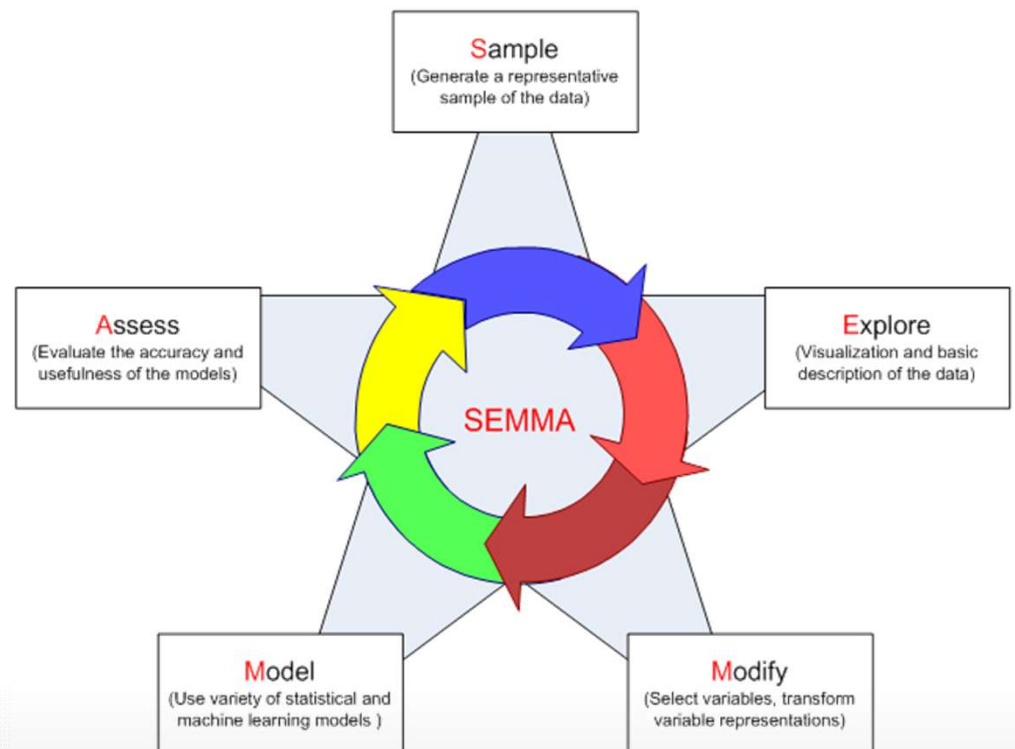 Sample
(Generate a representative
sample of the data)
Assess
(Evaluate the accuracy and
usefulness of the models)
SEMMA
Explore
(Visualization and basic
description of the data)
Model
(Use variety of statistical and
machine learning models )
Modify
(Select variables, transform
variable representations)